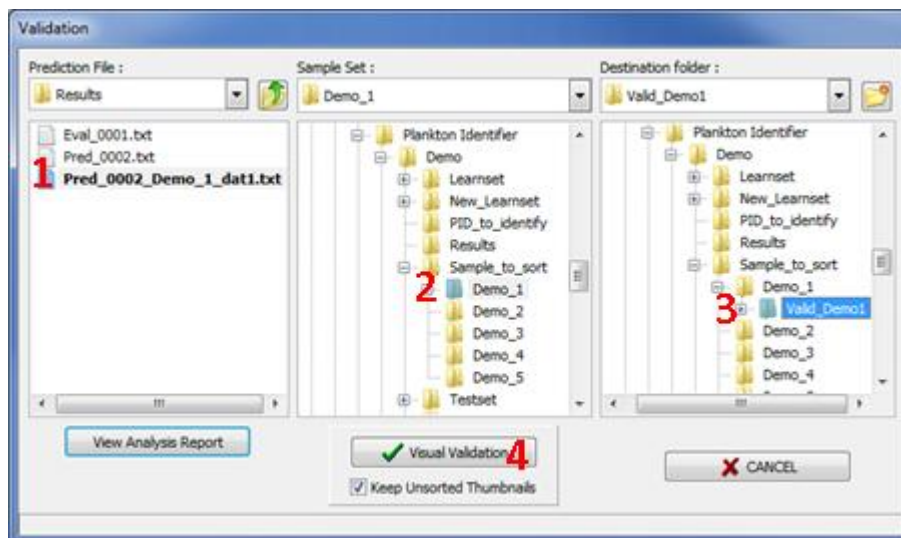 Validation
Prediction File :
Results
Eval_0001.txt
Pred_0002.txt
1 Pred_0002_Demo_1_dat1.txt
View Analysis Report
Sample Set :
Demo_1
Plankton Identifier
Demo
Learnset
New_Learnset
PID_to_identify
Results
Sample_to_sort
2 Demo_1
Demo_2
Demo_3
Demo_4
Demo_5
Testset
Visual Validation 4
Keep Unsorted Thumbnails
Destination folder :
Valid_Demo1
Plankton Identifier
Demo
Learnset
New_Learnset
PID_to_identify
Results
Sample_to_sort
Demo_1
3 Valid_Demo1
Demo_2
Demo_3
Demo_4
CANCEL